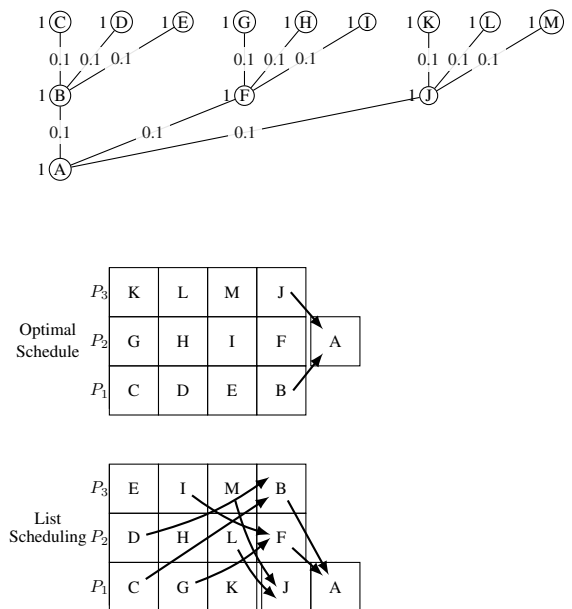 1 C 1 D 1 E 1 G 1 H 1 I 1 K 1 L 1 M
0.1 0.1 0.1 0.1 0.1 0.1 0.1 0.1 0.1
1 B 1 F 1 J
0.1 0.1 0.1
1 A
P3 K L M J
Optimal
Schedule
P2 G H I F A
P1 C D E B
P3 E I M B
List
Scheduling
P2 D H L F
P1 C G K J A